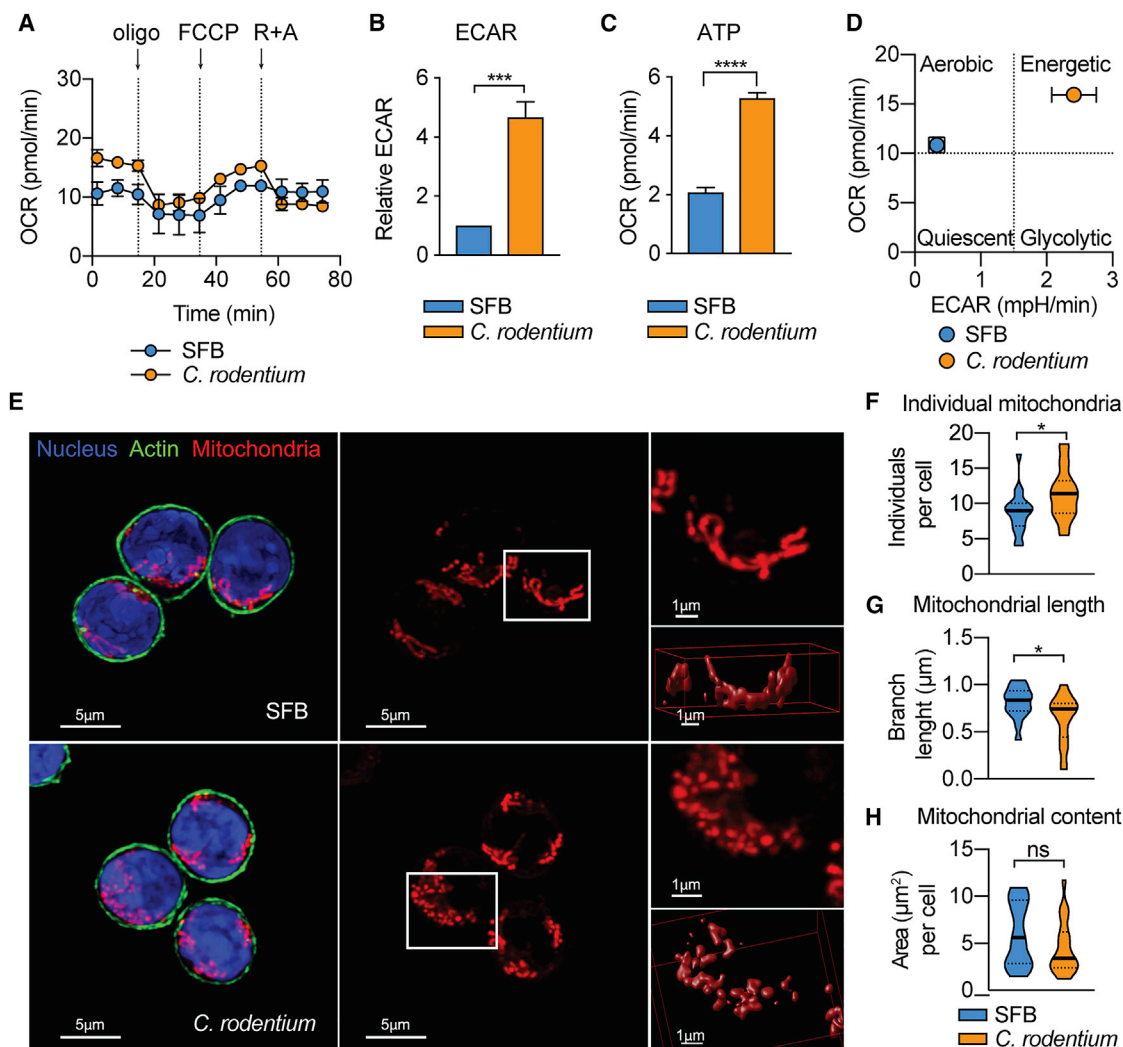 A
oligo FCCP R+A
OCR (pmol/min)
30
20
10
0
0 20 40 60 80
Time (min)
SFB
C. rodentium
B
ECAR
***
Relative ECAR
6
4
2
0
SFB
C. rodentium
C
ATP
****
OCR (pmol/min)
6
4
2
0
SFB
C. rodentium
D
Aerobic Energetic
OCR (pmol/min)
20
15
10
5
0
Quiescent Glycolytic
0 1 2 3
ECAR (mpH/min)
SFB
C. rodentium
E
Nucleus Actin Mitochondria
5µm
SFB
5µm
1µm
1µm
5µm
C. rodentium
5µm
1µm
1µm
F
Individual mitochondria
*
Individuals
per cell
20
15
10
5
0
G
Mitochondrial length
*
Branch
lenght (µm)
1.5
1.0
0.5
0.0
H
Mitochondrial content
ns
Area (µm²)
per cell
15
10
5
0
SFB
C. rodentium